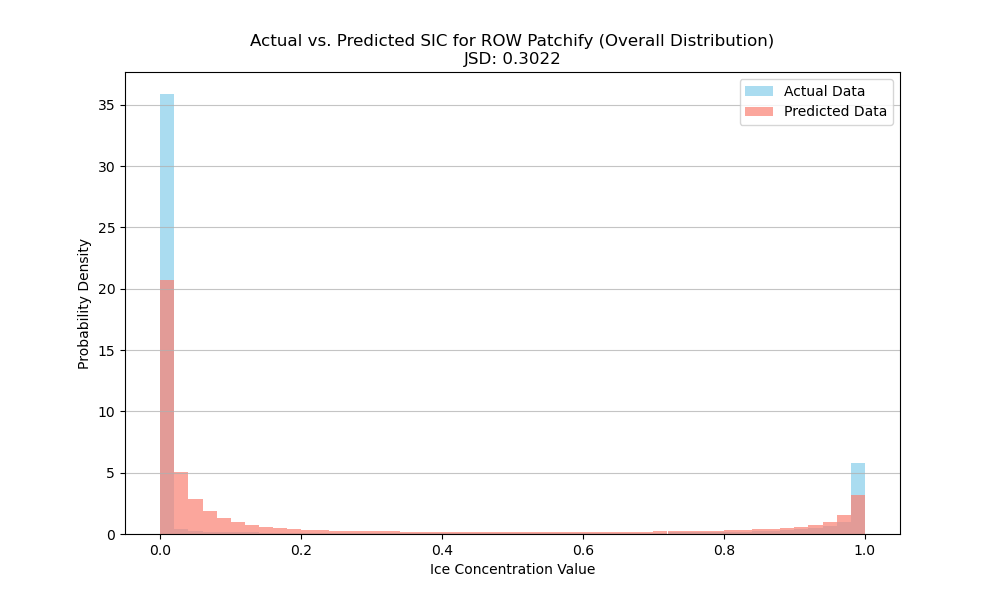 Actual vs. Predicted SIC for ROW Patchify (Overall Distribution)
JSD: 0.3022
Actual Data
Predicted Data
Probability Density
35
30
25
20
15
10
5
0
0.0 0.2 0.4 0.6 0.8 1.0
Ice Concentration Value